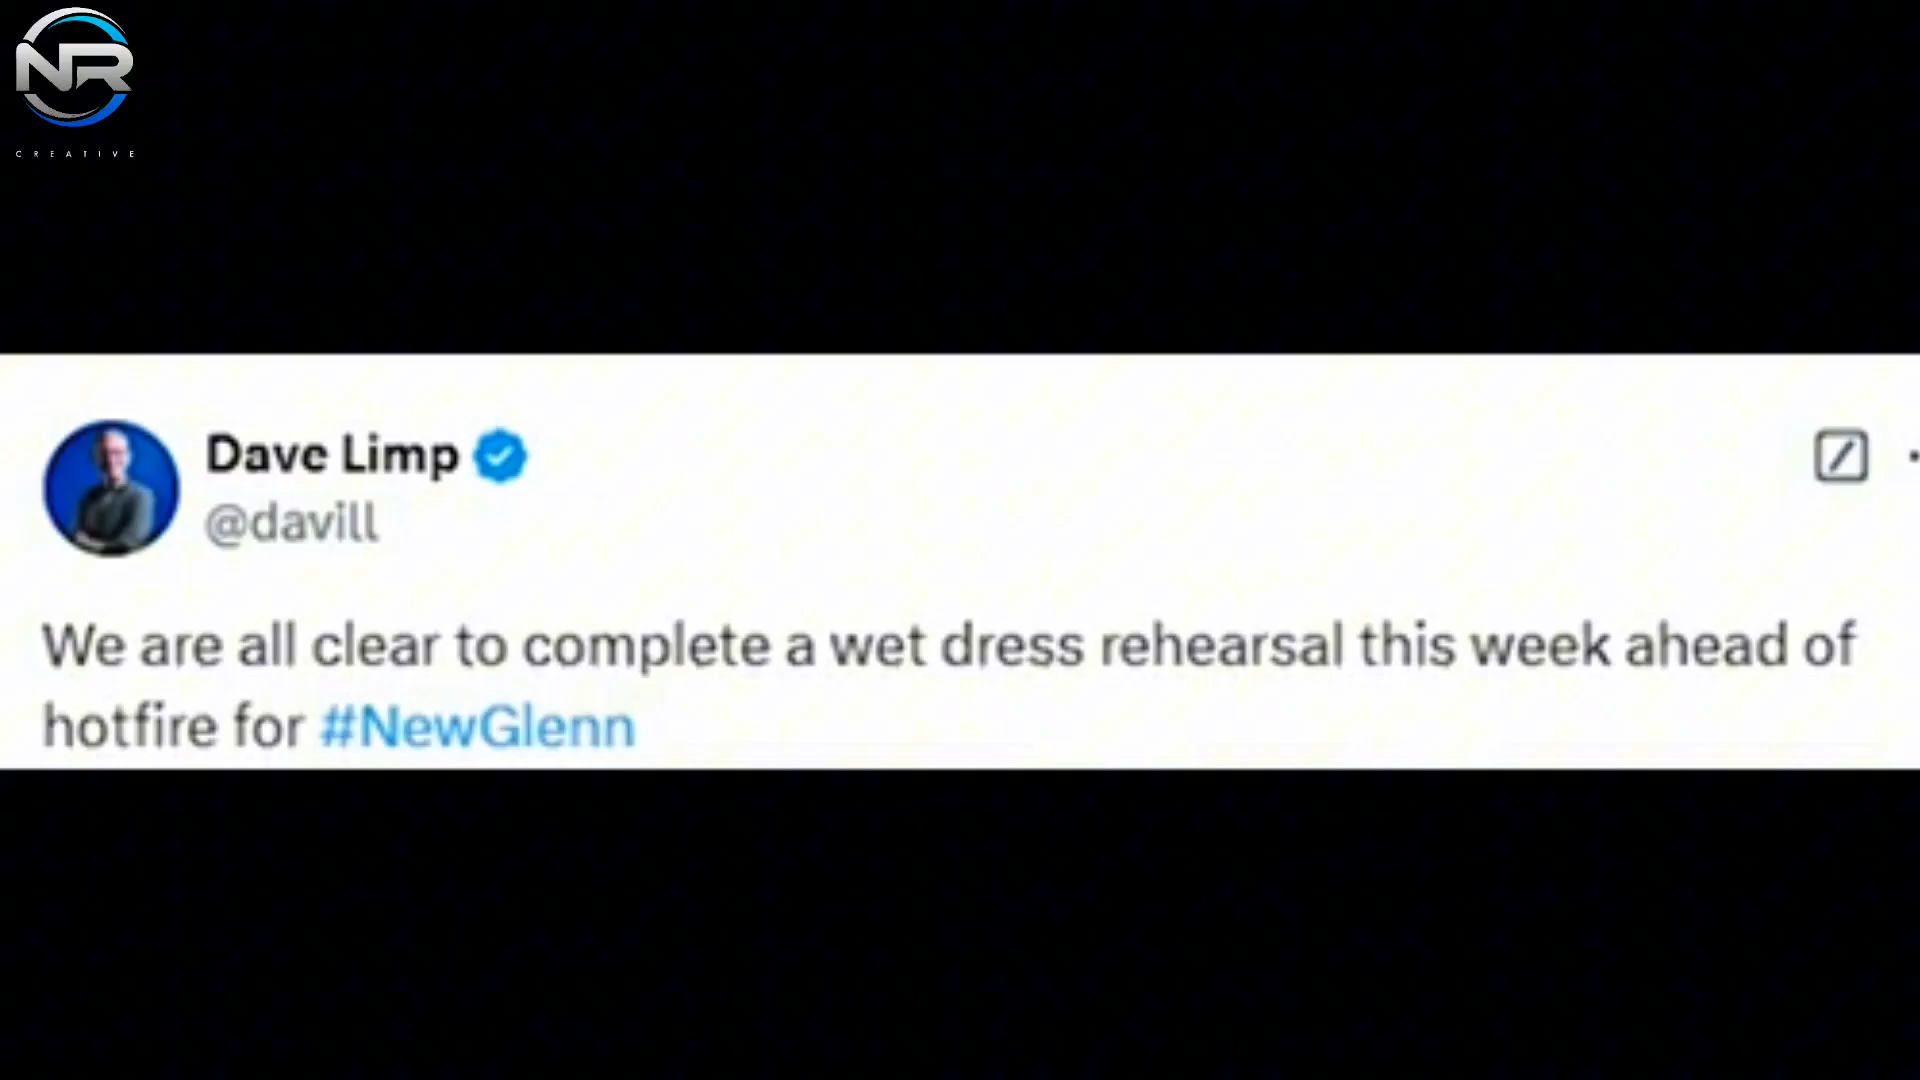 NR
CREATIVE
Dave Limp
@davill
We are all clear to complete a wet dress rehearsal this week ahead of
hotfire for #NewGlenn